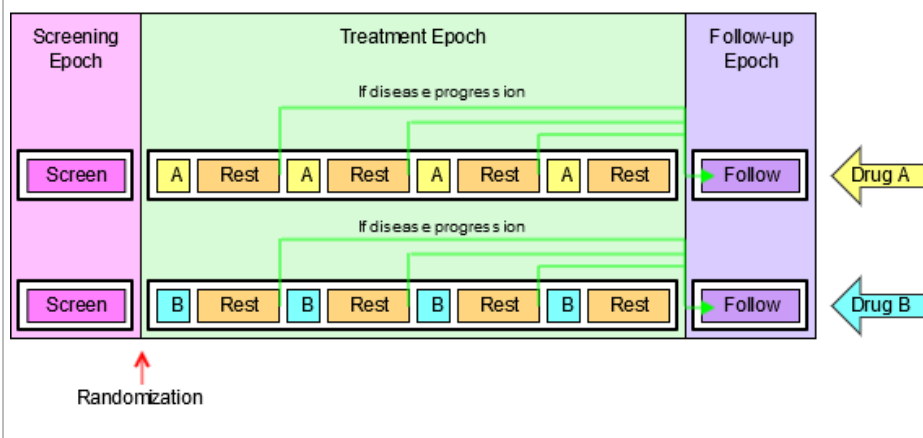 Screening
Epoch
Treatment Epoch
Follow-up
Epoch
If disease progression
Screen A Rest A Rest A Rest A Rest Follow Drug A
If disease progression
Screen B Rest B Rest B Rest B Rest Follow Drug B
Randomization